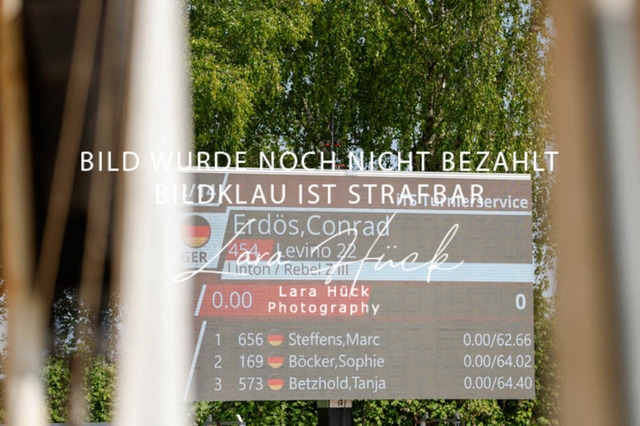 BILD WURDE NOCH NICHT BEZAHLT
BILDKLAU IST STRAFBAR
Turnierservice
Erdös,Conrad
454 Levino 22
GER
Linton / Rebel Z III
Lara Hück
0.00 0
Lara Hück
Photography
1 656 Steffens,Marc 0.00/62.66
2 169 Böcker,Sophie 0.00/64.02
3 573 Betzhold,Tanja 0.00/64.40